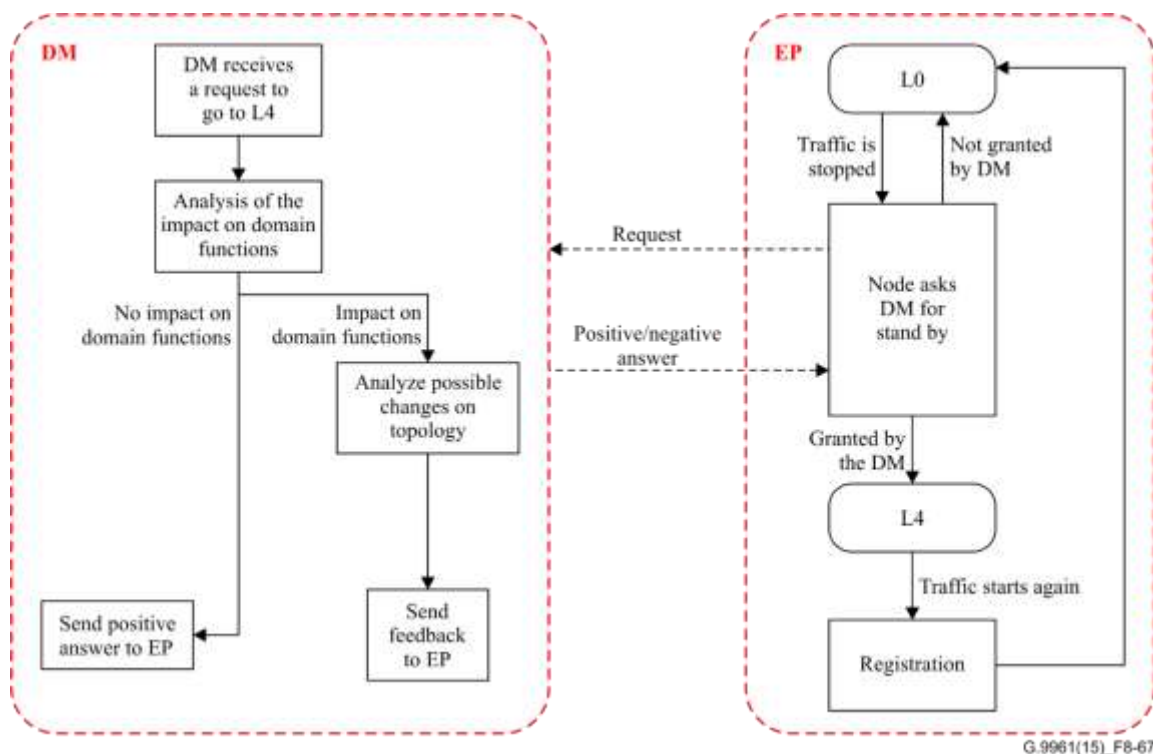 DM
DM receives
a request to
go to L4
Analysis of the
impact on domain
functions
No impact on
domain functions
Impact on
domain functions
Analyze possible
changes on
topology
Send positive
answer to EP
Send
feedback
to EP
Request
Positive/negative
answer
EP
L0
Traffic is
stopped
Not granted
by DM
Node asks
DM for
stand by
Granted by
the DM
L4
Traffic starts again
Registration
G.9961(15)_F8-67